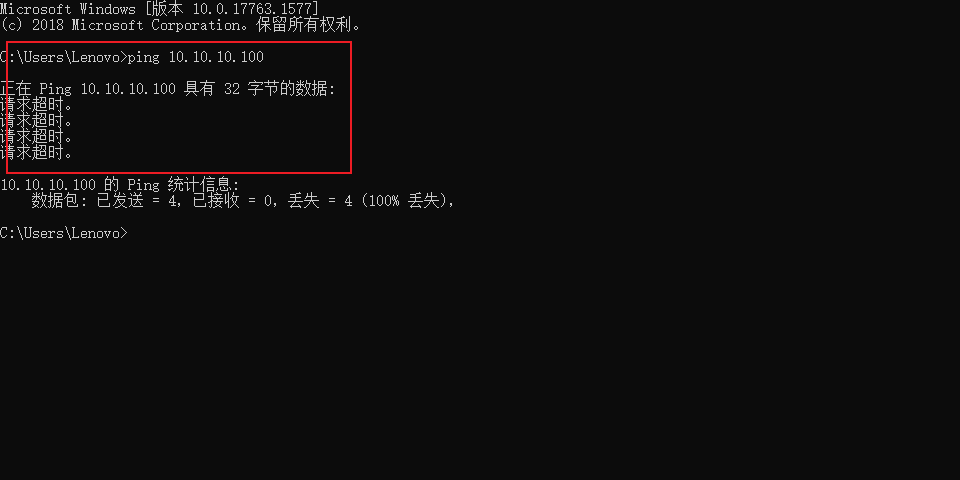 Microsoft Windows [版本 10.0.17763.1577]
(c) 2018 Microsoft Corporation。保留所有权利。
C:\Users\Lenovo>ping 10.10.10.100
正在 Ping 10.10.10.100 具有 32 字节的数据:
请求超时。
请求超时。
请求超时。
请求超时。
10.10.10.100 的 Ping 统计信息:
数据包: 已发送 = 4, 已接收 = 0, 丢失 = 4 (100% 丢失),
C:\Users\Lenovo>